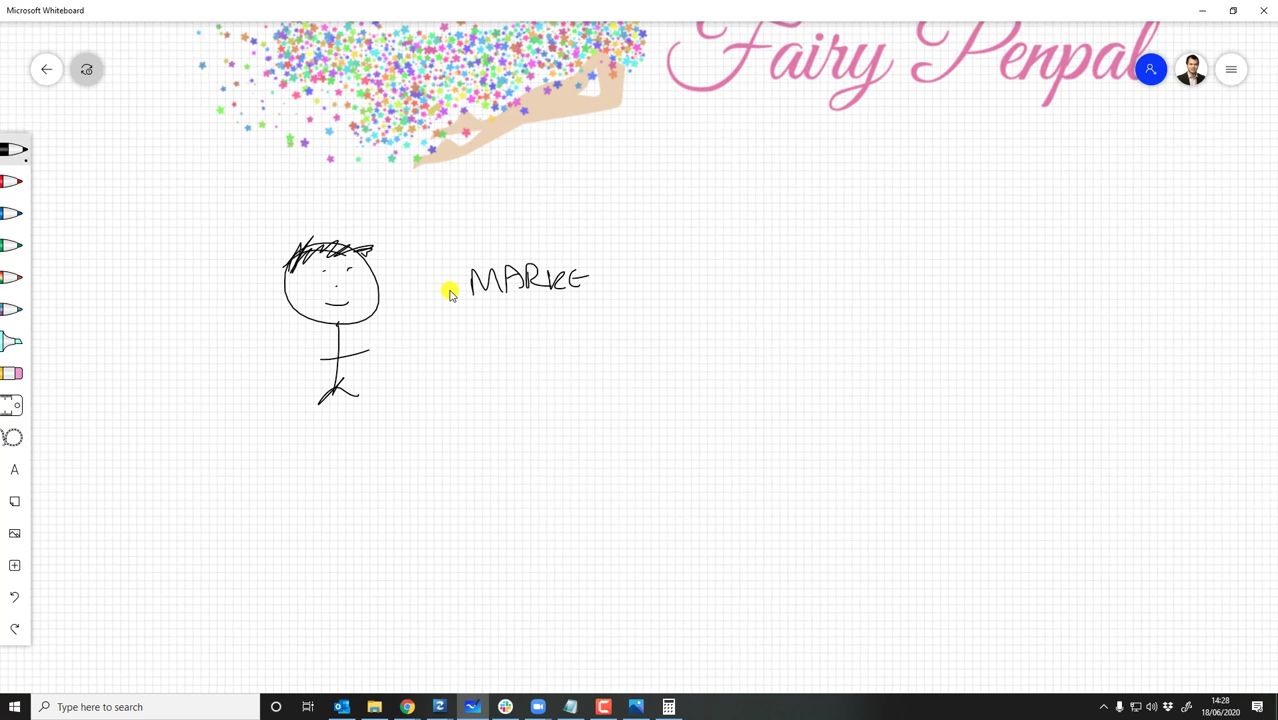 Microsoft Whiteboard
Fairy Penpal
MARKE
A
Type here to search
14:28
18/06/2020